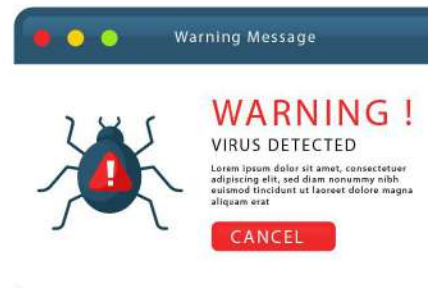 Warning Message
WARNING !
VIRUS DETECTED
Lorem ipsum dolor sit amet, consectetuer
adipiscing elit, sed diam nonummy nibh
euismod tincidunt ut laoreet dolore magna
aliquam erat
CANCEL
!